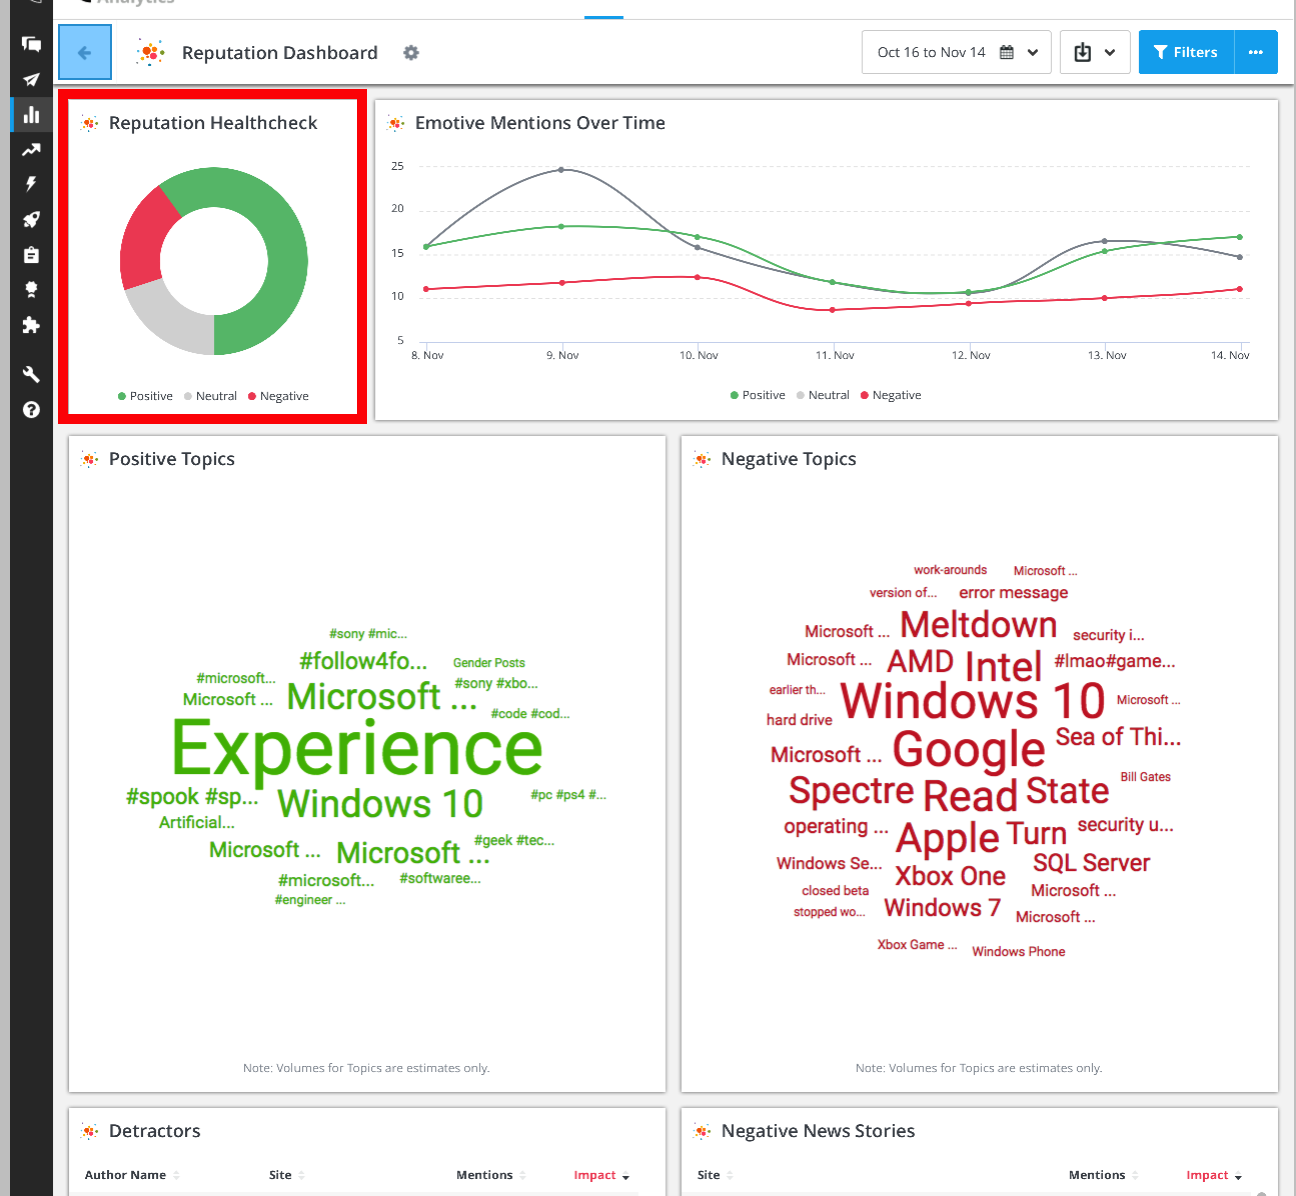 Analytics
Reputation Dashboard
Oct 16 to Nov 14
Filters
Reputation Healthcheck
Positive Neutral Negative
Emotive Mentions Over Time
25
20
15
10
5
8. Nov 9. Nov 10. Nov 11. Nov 12. Nov 13. Nov 14. Nov
Positive Neutral Negative
Positive Topics
#sony #mic...
#follow4fo... Gender Posts
#microsoft... #sony #xbo...
Microsoft ... Microsoft ...
#code #cod...
Experience
#spook #sp... Windows 10 #pc #ps4 #...
Artificial...
Microsoft ... Microsoft ... #geek #tec...
#microsoft... #softwaree...
#engineer ...
Note: Volumes for Topics are estimates only.
Negative Topics
work-arounds Microsoft ...
version of... error message
Microsoft ... Meltdown security i...
Microsoft ... AMD Intel #lmao#game...
earlier th... Windows 10 Microsoft ...
hard drive
Microsoft ... Google Sea of Thi...
Spectre Read State Bill Gates
operating ... Apple Turn security u...
Windows Se... Xbox One SQL Server
closed beta Microsoft ...
stopped wo... Windows 7 Microsoft ...
Xbox Game ... Windows Phone
Note: Volumes for Topics are estimates only.
Detractors
Author Name Site Mentions Impact
Negative News Stories
Site Mentions Impact